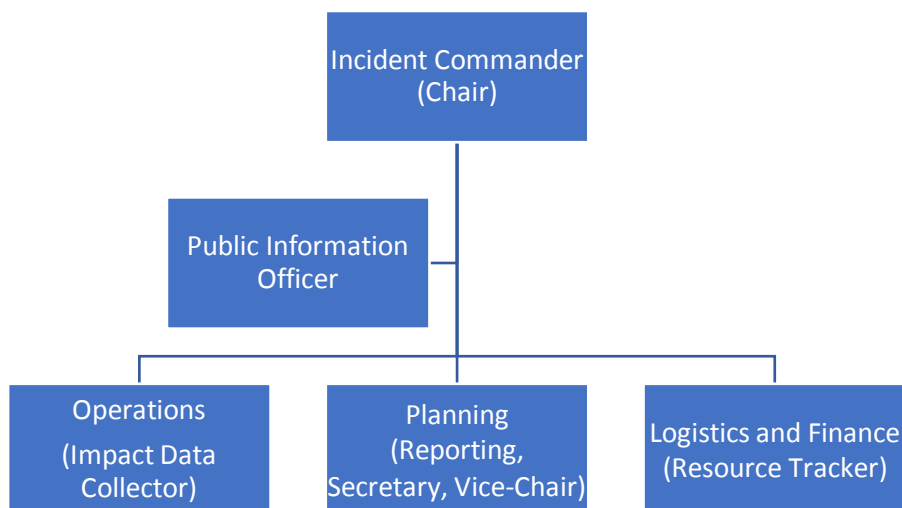 Incident Commander
(Chair)
Public Information
Officer
Operations
(Impact Data
Collector)
Planning
(Reporting,
Secretary, Vice-Chair)
Logistics and Finance
(Resource Tracker)